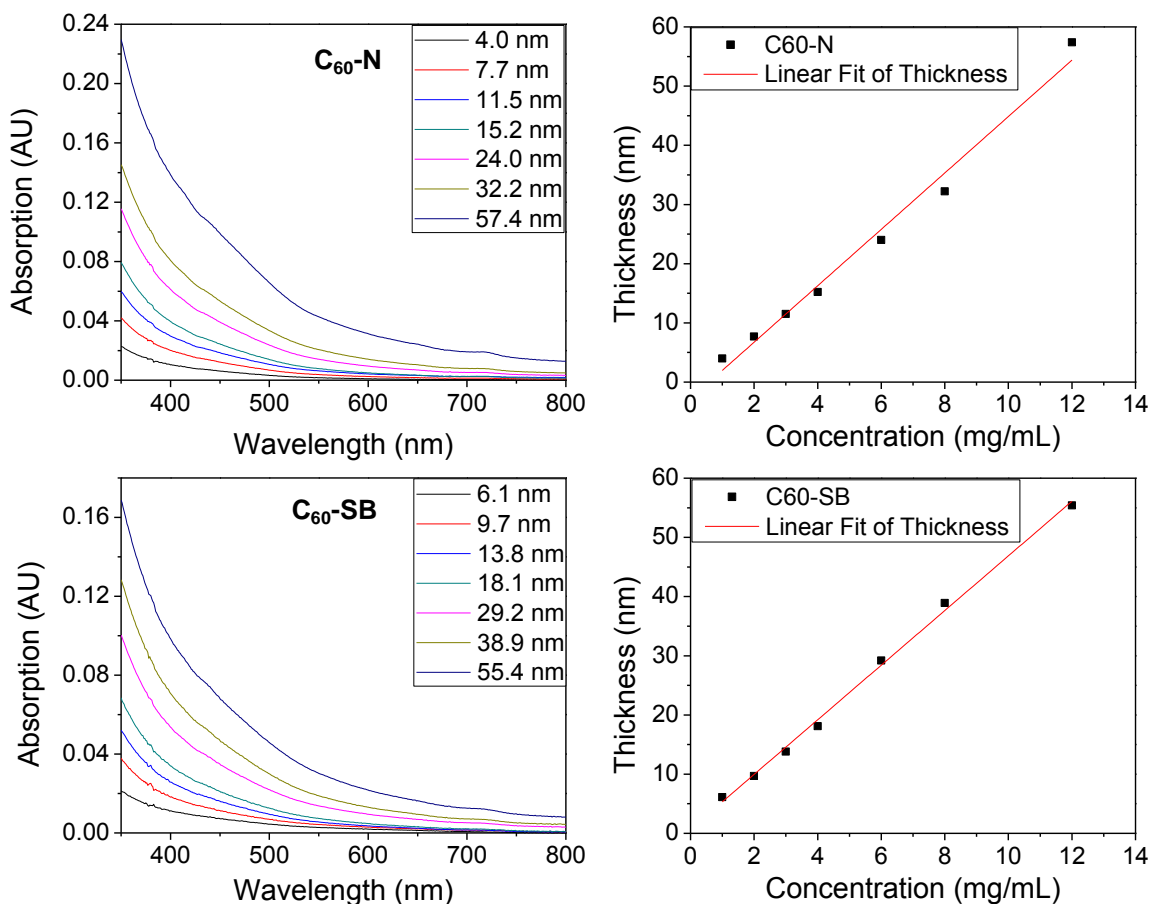 0.24
0.20
0.16
0.12
0.08
0.04
0.00
Absorption (AU)
C₆₀-N
4.0 nm
7.7 nm
11.5 nm
15.2 nm
24.0 nm
32.2 nm
57.4 nm
400 500 600 700 800
Wavelength (nm)
60
50
40
30
20
10
0
Thickness (nm)
C60-N
Linear Fit of Thickness
2 4 6 8 10 12 14
Concentration (mg/mL)
0.16
0.12
0.08
0.04
0.00
Absorption (AU)
C₆₀-SB
6.1 nm
9.7 nm
13.8 nm
18.1 nm
29.2 nm
38.9 nm
55.4 nm
400 500 600 700 800
Wavelength (nm)
60
50
40
30
20
10
0
Thickness (nm)
C60-SB
Linear Fit of Thickness
2 4 6 8 10 12 14
Concentration (mg/mL)